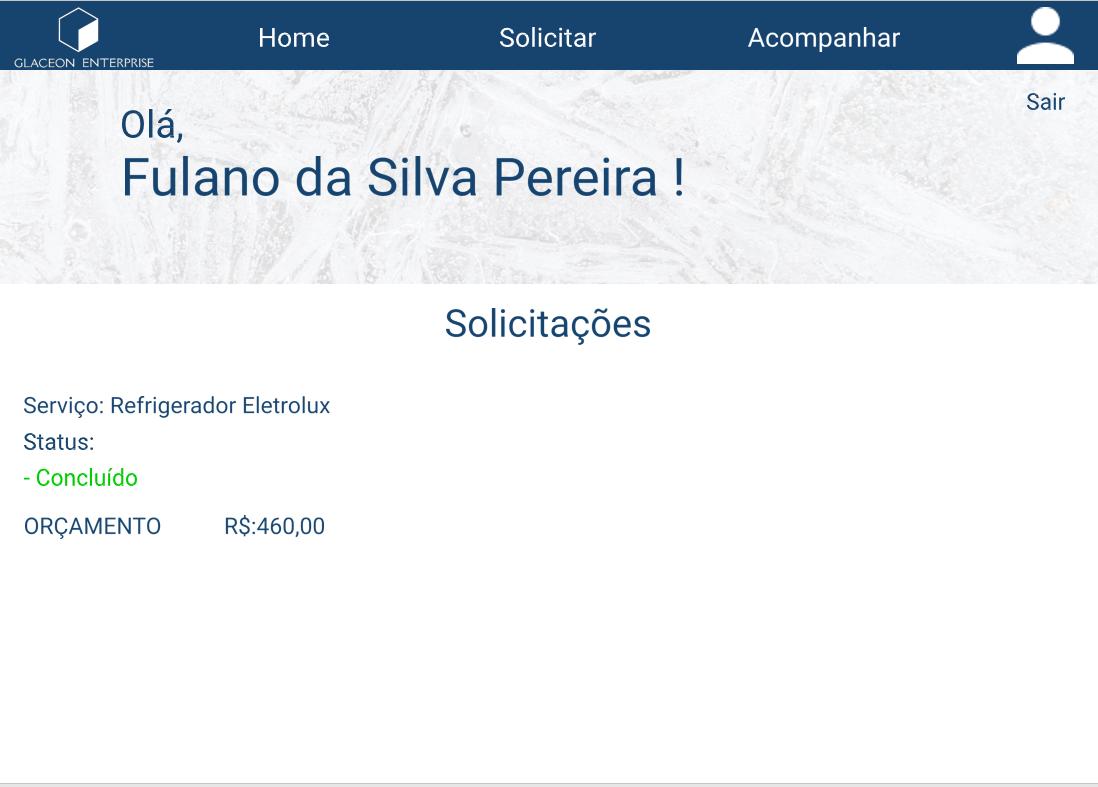 Home Solicitar Acompanhar
GLACEON ENTERPRISE
Sair
Olá,
Fulano da Silva Pereira !
Solicitações
Serviço: Refrigerador Eletrolux
Status:
- Concluído
ORÇAMENTO R$:460,00